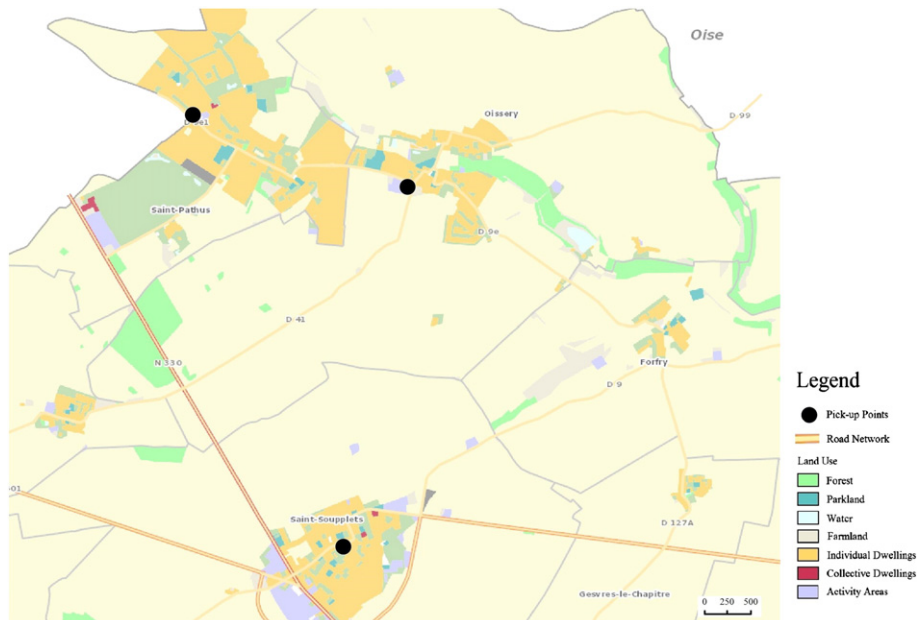 Oise
Oissery
D 99
Saint-Pathus
D 9e
D 41
N 330
Forfry
D 9
Saint-Soupplets
D 127A
Gesvres-le-Chapitre
0 250 500
Legend
Pick-up Points
Road Network
Land Use
Forest
Parkland
Water
Farmland
Individual Dwellings
Collective Dwellings
Activity Areas